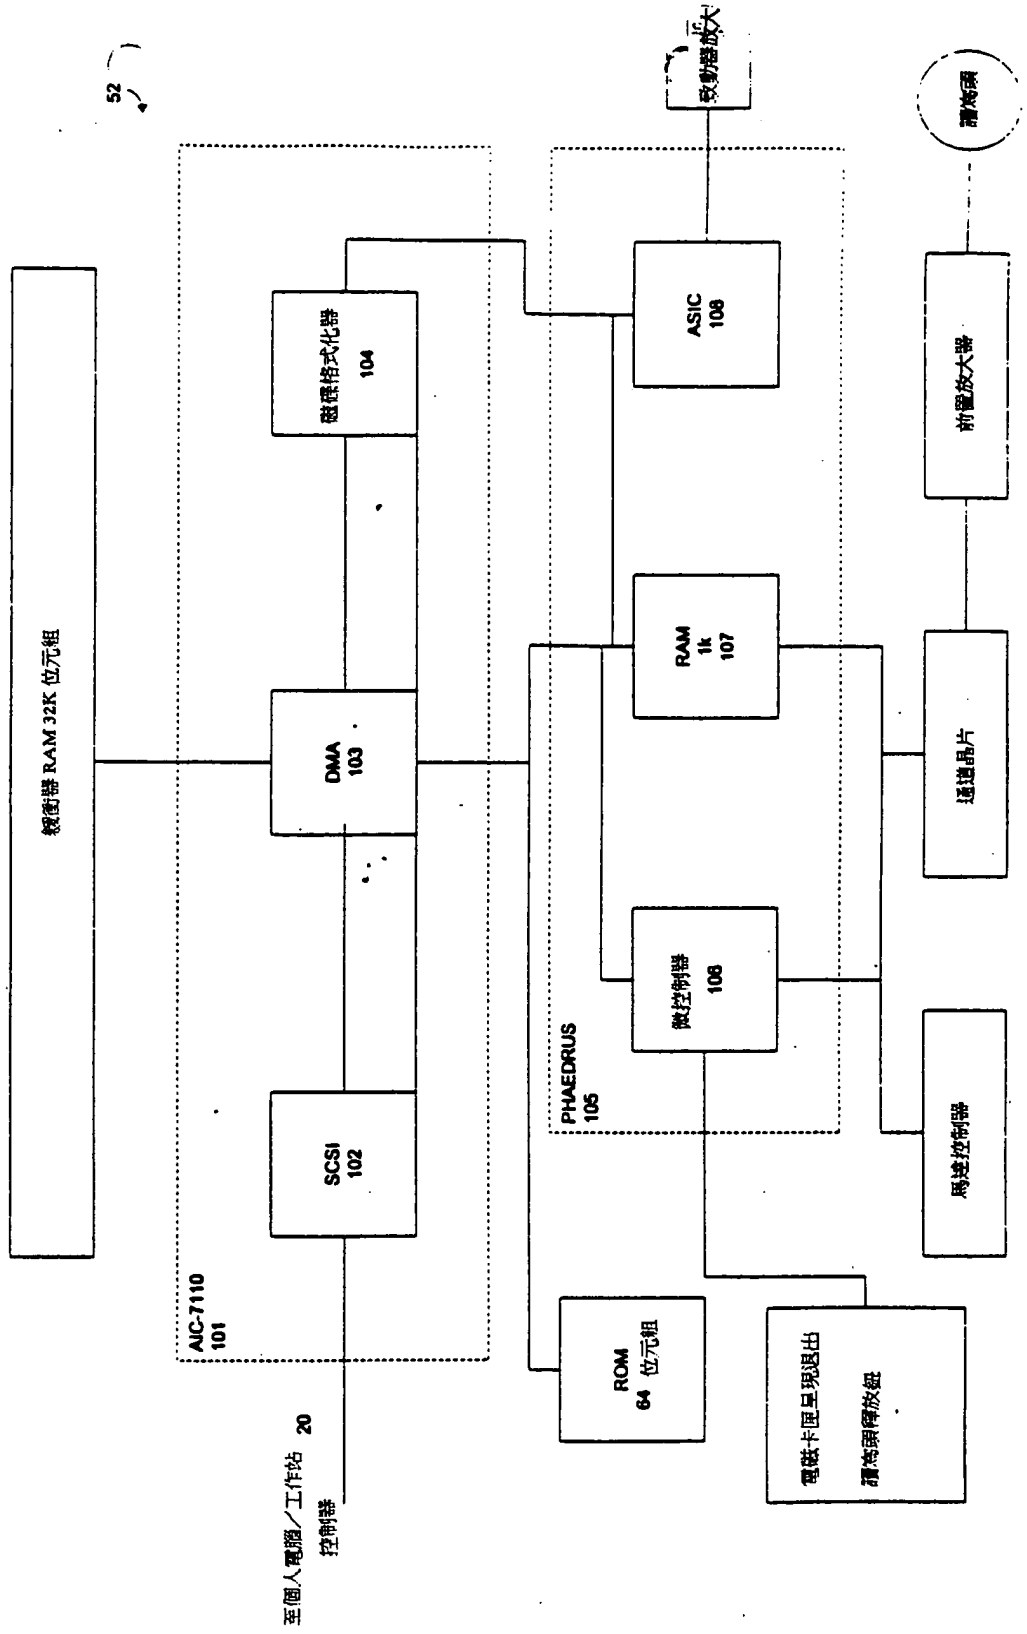 52
緩衝器 RAM 32K 位元組
AIC-7110
101
SCSI
102
DMA
103
磁碟格式化器
104
至個人電腦／工作站 20
控制器
PHAEDRUS
105
微控制器
106
RAM
1k
107
ASIC
108
致動器放大
ROM
64 位元組
電磁卡匣呈現退出
讀寫頭釋放鈕
馬達控制器
通道晶片
前置放大器
讀寫頭